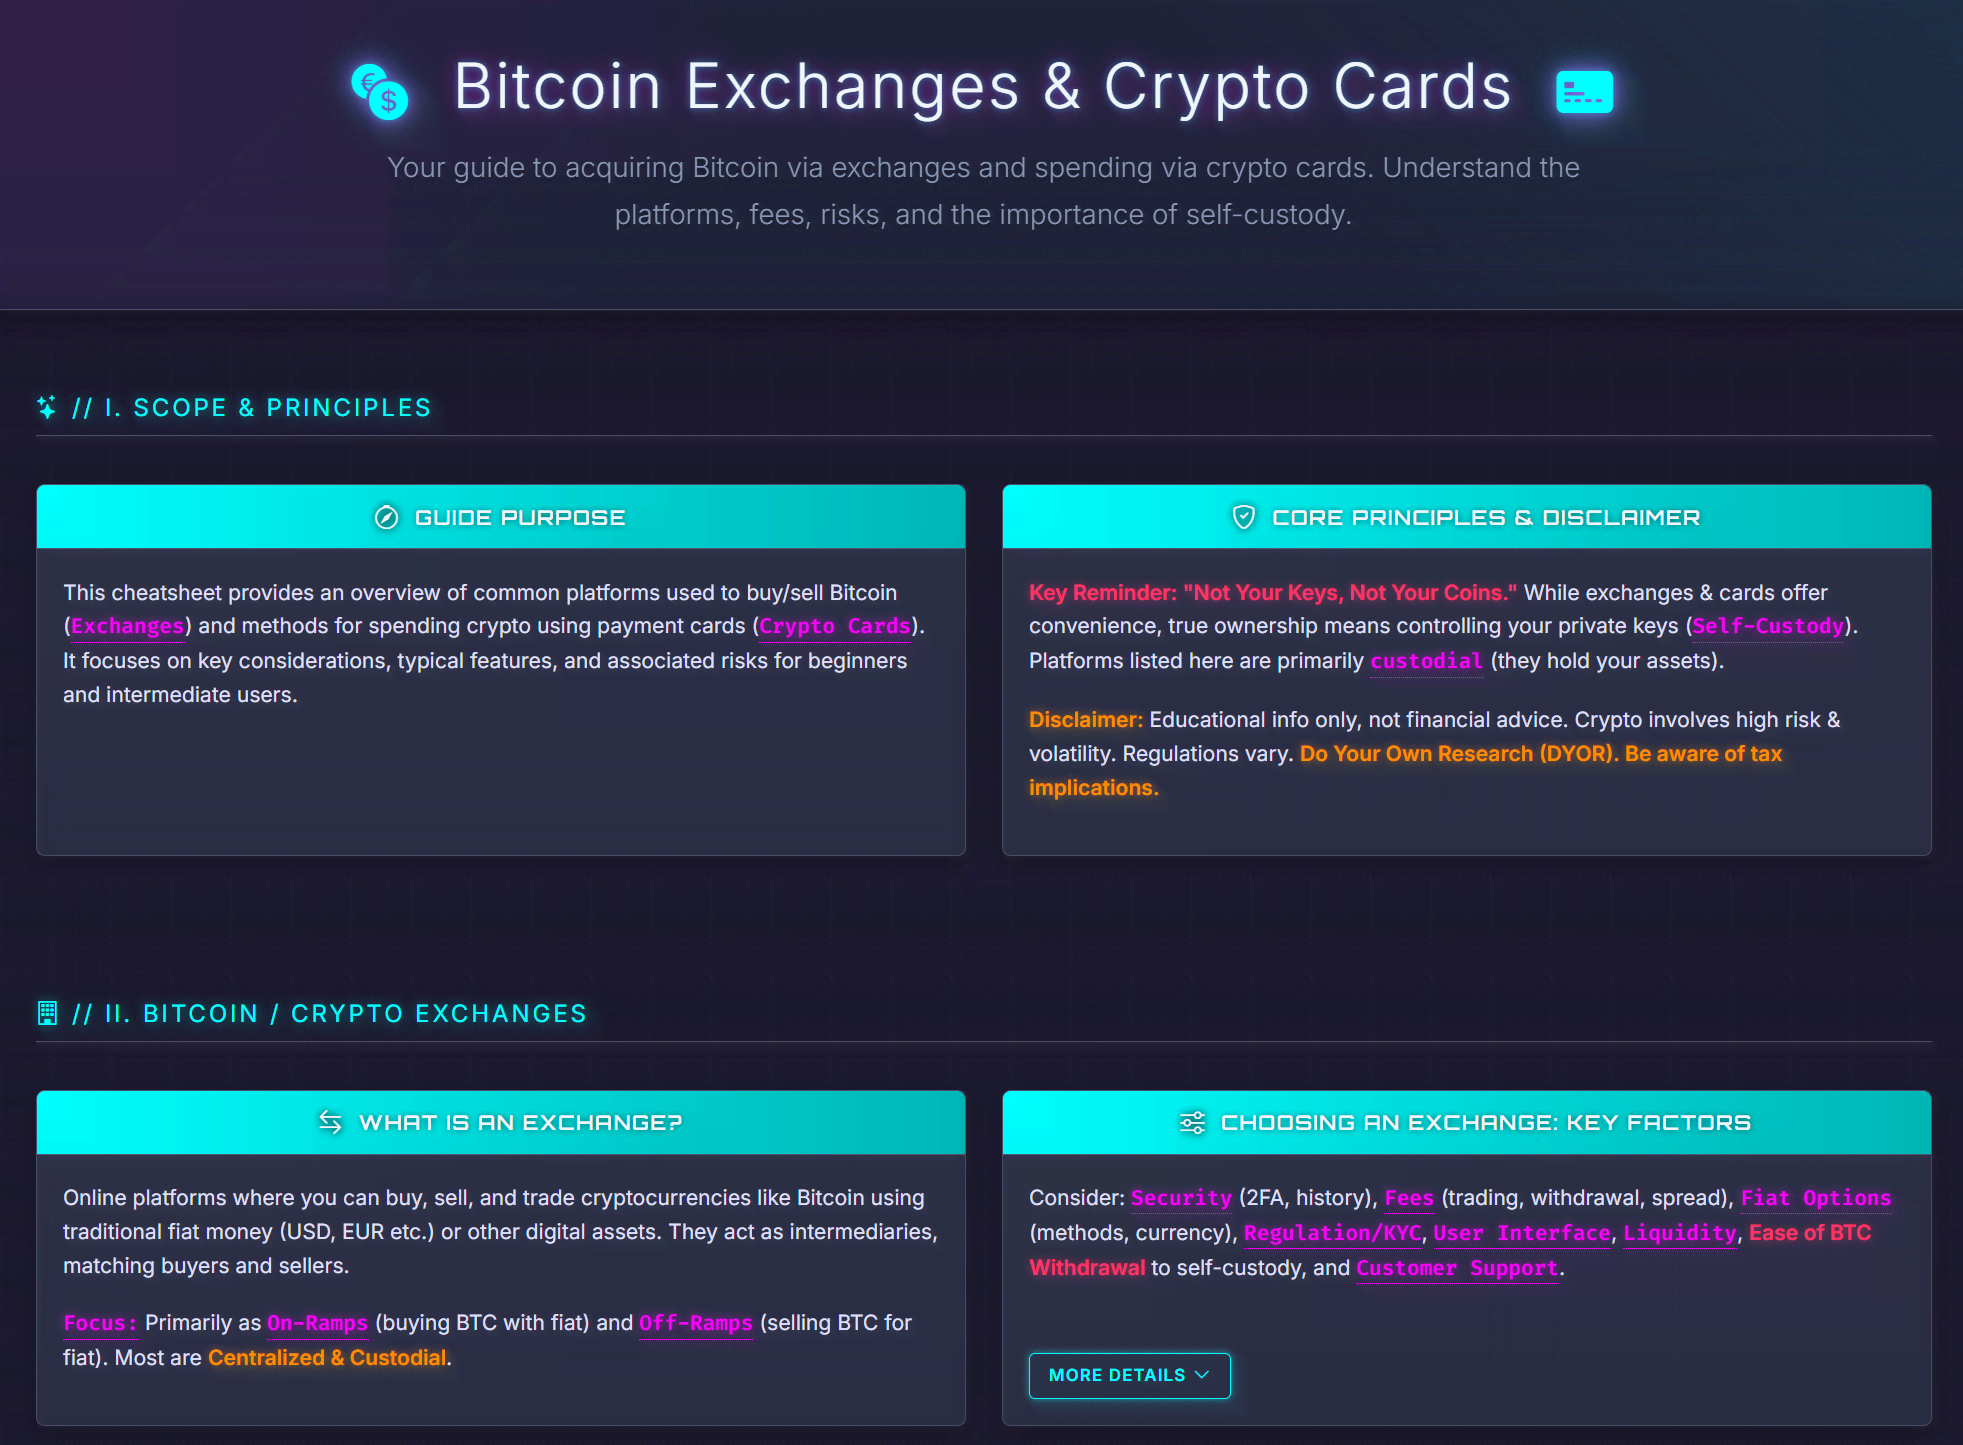 Bitcoin Exchanges & Crypto Cards
Your guide to acquiring Bitcoin via exchanges and spending via crypto cards. Understand the
platforms, fees, risks, and the importance of self-custody.
// I. SCOPE & PRINCIPLES
GUIDE PURPOSE
This cheatsheet provides an overview of common platforms used to buy/sell Bitcoin
(Exchanges) and methods for spending crypto using payment cards (Crypto Cards).
It focuses on key considerations, typical features, and associated risks for beginners
and intermediate users.
CORE PRINCIPLES & DISCLAIMER
Key Reminder: "Not Your Keys, Not Your Coins." While exchanges & cards offer
convenience, true ownership means controlling your private keys (Self-Custody).
Platforms listed here are primarily custodial (they hold your assets).
Disclaimer: Educational info only, not financial advice. Crypto involves high risk &
volatility. Regulations vary. Do Your Own Research (DYOR). Be aware of tax
implications.
// II. BITCOIN / CRYPTO EXCHANGES
WHAT IS AN EXCHANGE?
Online platforms where you can buy, sell, and trade cryptocurrencies like Bitcoin using
traditional fiat money (USD, EUR etc.) or other digital assets. They act as intermediaries,
matching buyers and sellers.
Focus: Primarily as On-Ramps (buying BTC with fiat) and Off-Ramps (selling BTC for
fiat). Most are Centralized & Custodial.
CHOOSING AN EXCHANGE: KEY FACTORS
Consider: Security (2FA, history), Fees (trading, withdrawal, spread), Fiat Options
(methods, currency), Regulation/KYC, User Interface, Liquidity, Ease of BTC
Withdrawal to self-custody, and Customer Support.
MORE DETAILS